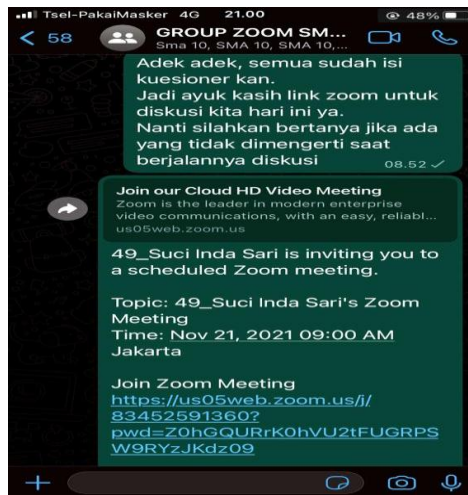 Tsel-PakaiMasker 4G 21.00 48%
58 GROUP ZOOM SM...
Sma 10, SMA 10, SMA 10,...
Adek adek, semua sudah isi
kuesioner kan.
Jadi ayuk kasih link zoom untuk
diskusi kita hari ini ya.
Nanti silahkan bertanya jika ada
yang tidak dimengerti saat
berjalannya diskusi 08.52
Join our Cloud HD Video Meeting
Zoom is the leader in modern enterprise
video communications, with an easy, reliabl...
us05web.zoom.us
49_Suci Inda Sari is inviting you to
a scheduled Zoom meeting.
Topic: 49_Suci Inda Sari's Zoom
Meeting
Time: Nov 21, 2021 09:00 AM
Jakarta
Join Zoom Meeting
https://us05web.zoom.us/j/
83452591360?
pwd=Z0hGQURrK0hVU2tFUGRPS
W9RYzJKdz09